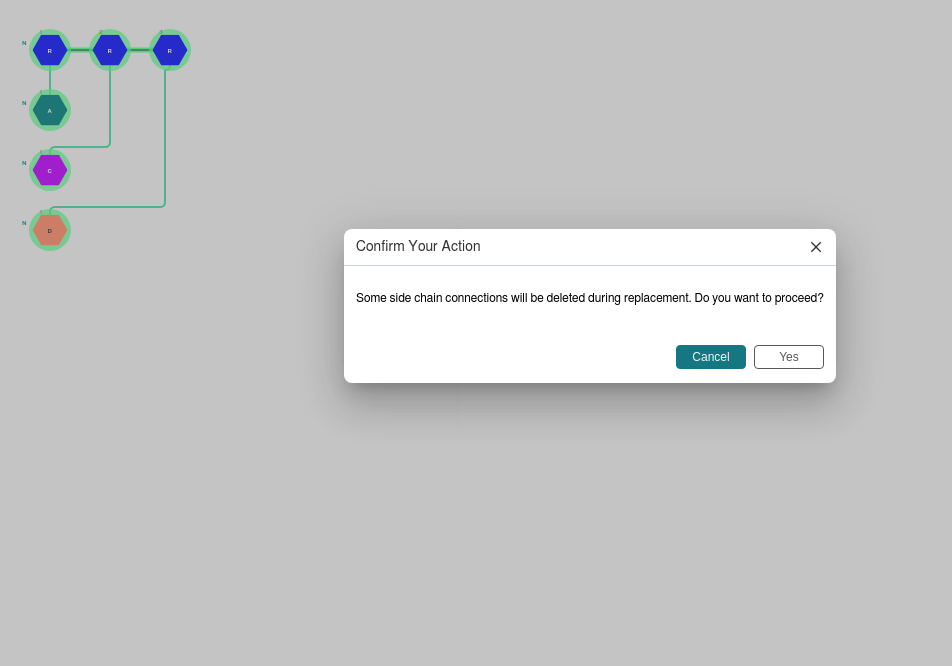 N R R R
N A
N C
N D
Confirm Your Action
Some side chain connections will be deleted during replacement. Do you want to proceed?
Cancel Yes